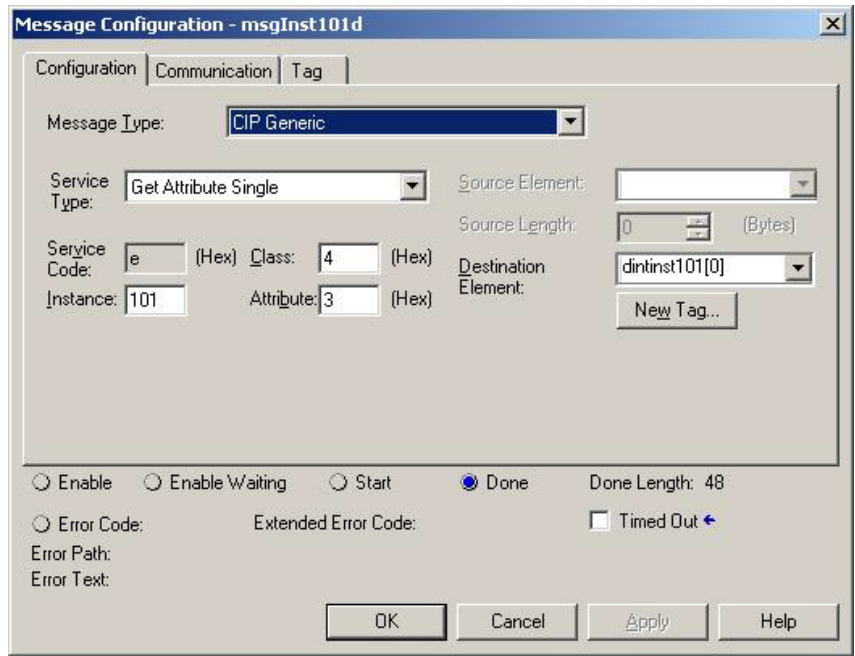 Message Configuration - msgInst101d
Configuration Communication Tag
Message Type: CIP Generic
Service Type: Get Attribute Single
Source Element:
Source Length: 0 (Bytes)
Service Code: e (Hex) Class: 4 (Hex)
Destination Element: dintinst101[0]
Instance: 101 Attribute: 3 (Hex)
New Tag...
Enable Enable Waiting Start Done Done Length: 48
Error Code: Extended Error Code: Timed Out
Error Path:
Error Text:
OK Cancel Apply Help